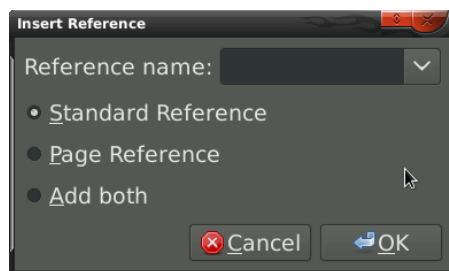 Insert Reference
Reference name:
Standard Reference
Page Reference
Add both
Cancel OK